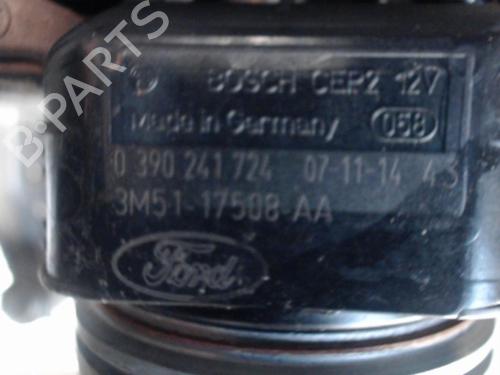 B-PARTS
BOSCH CEP2 12V
Made in Germany 058
0 390 241 724 07-11-14 43
3M51-17508-AA
Ford